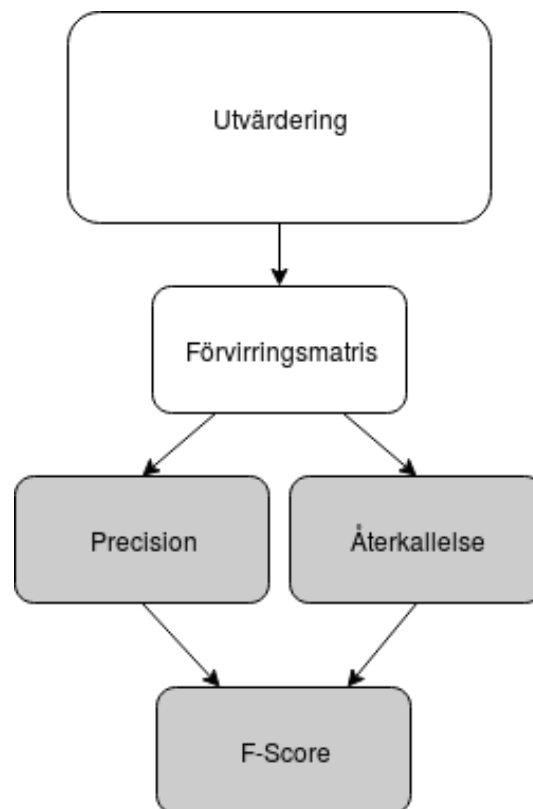 Utvärdering
Förvirringsmatris
Precision
Återkallelse
F-Score